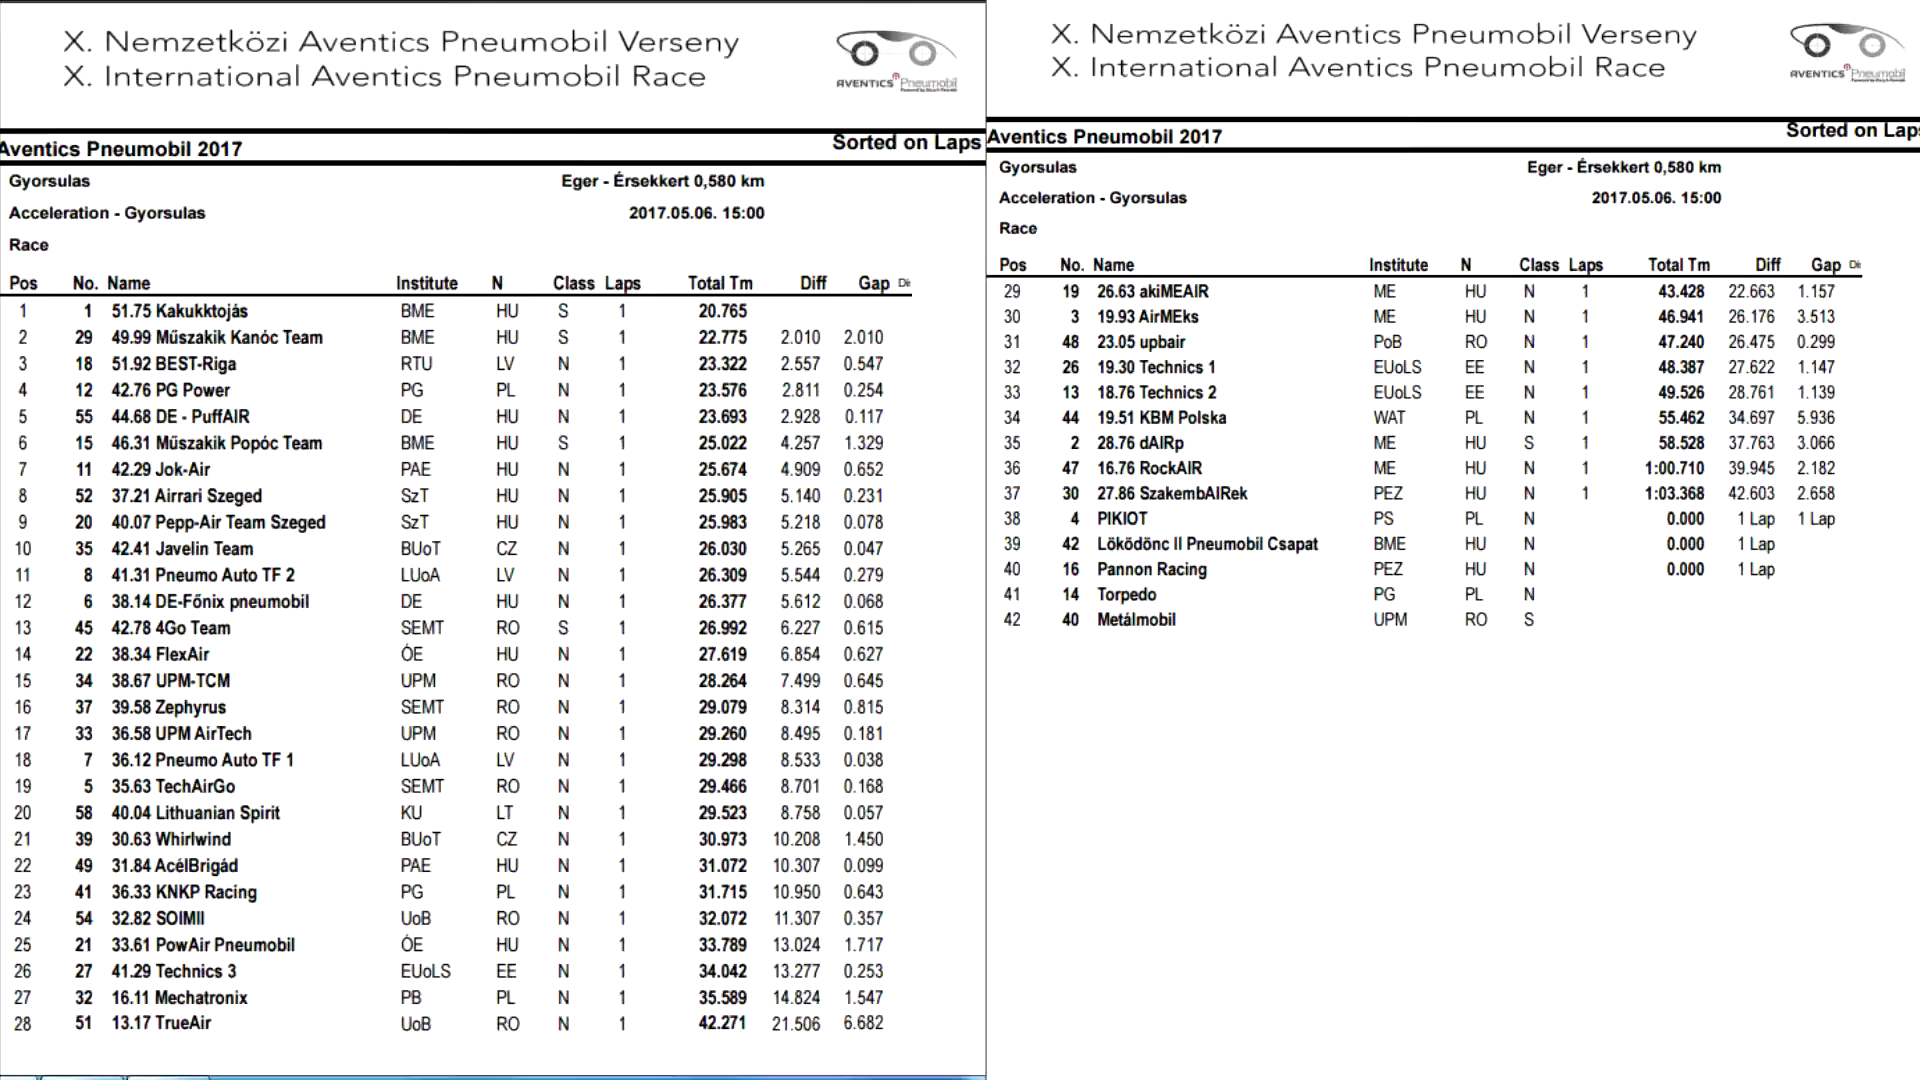 X. Nemzetközi Aventics Pneumobil Verseny
X. International Aventics Pneumobil Race
AVENTICS Pneumobil
Sorted on Laps
Aventics Pneumobil 2017
Gyorsulas Eger - Érsekkert 0,580 km
Acceleration - Gyorsulas 2017.05.06. 15:00
Race
Pos No. Name Institute N Class Laps Total Tm Diff Gap
1 1 51.75 Kakukktojás BME HU S 1 20.765
2 29 49.99 Műszakik Kanóc Team BME HU S 1 22.775 2.010 2.010
3 18 51.92 BEST-Riga RTU LV N 1 23.322 2.557 0.547
4 12 42.76 PG Power PG PL N 1 23.576 2.811 0.254
5 55 44.68 DE - PuffAIR DE HU N 1 23.693 2.928 0.117
6 15 46.31 Műszakik Popóc Team BME HU S 1 25.022 4.257 1.329
7 11 42.29 Jok-Air PAE HU N 1 25.674 4.909 0.652
8 52 37.21 Airrari Szeged SzT HU N 1 25.905 5.140 0.231
9 20 40.07 Pepp-Air Team Szeged SzT HU N 1 25.983 5.218 0.078
10 35 42.41 Javelin Team BUoT CZ N 1 26.030 5.265 0.047
11 8 41.31 Pneumo Auto TF 2 LUoA LV N 1 26.309 5.544 0.279
12 6 38.14 DE-Főnix pneumobil DE HU N 1 26.377 5.612 0.068
13 45 42.78 4Go Team SEMT RO S 1 26.992 6.227 0.615
14 22 38.34 FlexAir ÓE HU N 1 27.619 6.854 0.627
15 34 38.67 UPM-TCM UPM RO N 1 28.264 7.499 0.645
16 37 39.58 Zephyrus SEMT RO N 1 29.079 8.314 0.815
17 33 36.58 UPM AirTech UPM RO N 1 29.260 8.495 0.181
18 7 36.12 Pneumo Auto TF 1 LUoA LV N 1 29.298 8.533 0.038
19 5 35.63 TechAirGo SEMT RO N 1 29.466 8.701 0.168
20 58 40.04 Lithuanian Spirit KU LT N 1 29.523 8.758 0.057
21 39 30.63 Whirlwind BUoT CZ N 1 30.973 10.208 1.450
22 49 31.84 AcélBrigád PAE HU N 1 31.072 10.307 0.099
23 41 36.33 KNKP Racing PG PL N 1 31.715 10.950 0.643
24 54 32.82 SOIMII UoB RO N 1 32.072 11.307 0.357
25 21 33.61 PowAir Pneumobil ÓE HU N 1 33.789 13.024 1.717
26 27 41.29 Technics 3 EUoLS EE N 1 34.042 13.277 0.253
27 32 16.11 Mechatronix PB PL N 1 35.589 14.824 1.547
28 51 13.17 TrueAir UoB RO N 1 42.271 21.506 6.682
X. Nemzetközi Aventics Pneumobil Verseny
X. International Aventics Pneumobil Race
AVENTICS Pneumobil
Sorted on Laps
Aventics Pneumobil 2017
Gyorsulas Eger - Érsekkert 0,580 km
Acceleration - Gyorsulas 2017.05.06. 15:00
Race
Pos No. Name Institute N Class Laps Total Tm Diff Gap
29 19 26.63 akiMEAIR ME HU N 1 43.428 22.663 1.157
30 3 19.93 AirMEks ME HU N 1 46.941 26.176 3.513
31 48 23.05 upbair PoB RO N 1 47.240 26.475 0.299
32 26 19.30 Technics 1 EUoLS EE N 1 48.387 27.622 1.147
33 13 18.76 Technics 2 EUoLS EE N 1 49.526 28.761 1.139
34 44 19.51 KBM Polska WAT PL N 1 55.462 34.697 5.936
35 2 28.76 dAIRp ME HU S 1 58.528 37.763 3.066
36 47 16.76 RockAIR ME HU N 1 1:00.710 39.945 2.182
37 30 27.86 SzakembAIRek PEZ HU N 1 1:03.368 42.603 2.658
38 4 PIKIOT PS PL N 0.000 1 Lap 1 Lap
39 42 Löködönc II Pneumobil Csapat BME HU N 0.000 1 Lap
40 16 Pannon Racing PEZ HU N 0.000 1 Lap
41 14 Torpedo PG PL N
42 40 Metálmobil UPM RO S